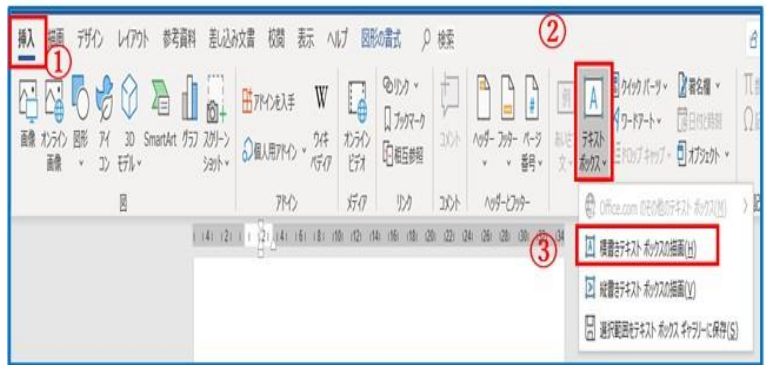 挿入 描画 デザイン レイアウト 参考資料 差し込み文書 校閲 表示 ヘルプ 図形の書式 検索
① ②
画像 オンライン画像 図形 アイコン 3Dモデル SmartArt グラフ スクリーンショット
アドインを入手
個人用アドイン
ウィキペディア
オンラインビデオ
リンク
ブックマーク
相互参照
コメント
ヘッダー フッター ページ番号
あいさつ文
テキストボックス
クイック パーツ
ワードアート
ドロップ キャップ
署名欄
日付と時刻
オブジェクト
図 アドイン メディア リンク コメント ヘッダーとフッター
Office.com のその他のテキスト ボックス(M)
③ 横書きテキスト ボックスの描画(H)
縦書きテキスト ボックスの描画(V)
選択範囲をテキスト ボックス ギャラリーに保存(S)